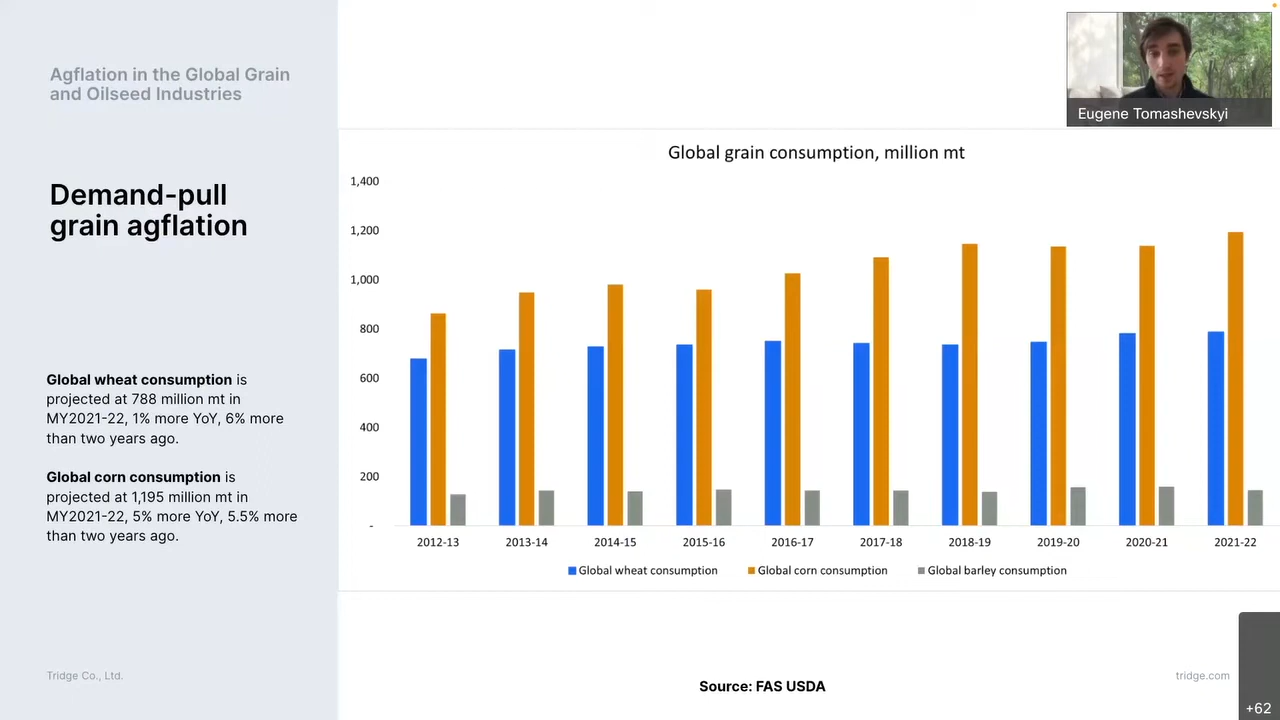 Agflation in the Global Grain
and Oilseed Industries
Eugene Tomashevskyi
Demand-pull
grain agflation
Global wheat consumption is
projected at 788 million mt in
MY2021-22, 1% more YoY, 6% more
than two years ago.
Global corn consumption is
projected at 1,195 million mt in
MY2021-22, 5% more YoY, 5.5% more
than two years ago.
Global grain consumption, million mt
1,400
1,200
1,000
800
600
400
200
-
2012-13 2013-14 2014-15 2015-16 2016-17 2017-18 2018-19 2019-20 2020-21 2021-22
Global wheat consumption Global corn consumption Global barley consumption
Tridge Co., Ltd.
Source: FAS USDA
tridge.com
+62